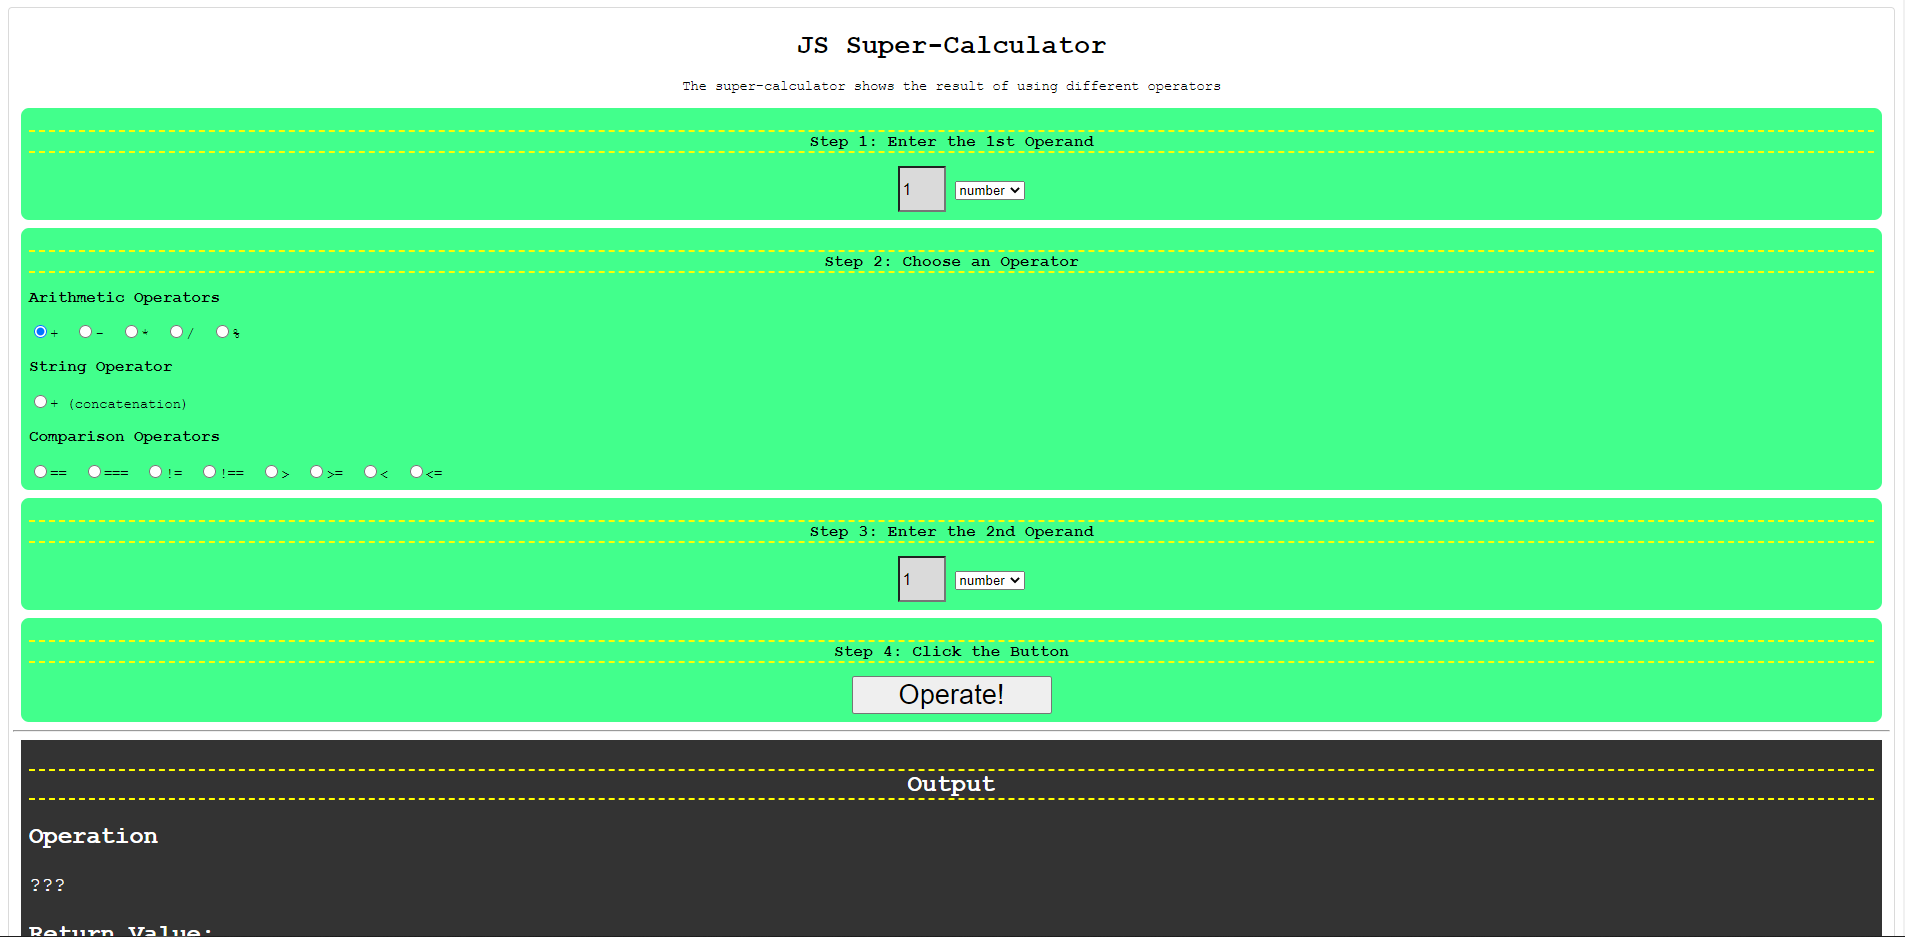 JS Super-Calculator
The super-calculator shows the result of using different operators
Step 1: Enter the 1st Operand
1 number
Step 2: Choose an Operator
Arithmetic Operators
+ - * / %
String Operator
+ (concatenation)
Comparison Operators
== === != !== > >= < <=
Step 3: Enter the 2nd Operand
1 number
Step 4: Click the Button
Operate!
Output
Operation
???
Return Value: